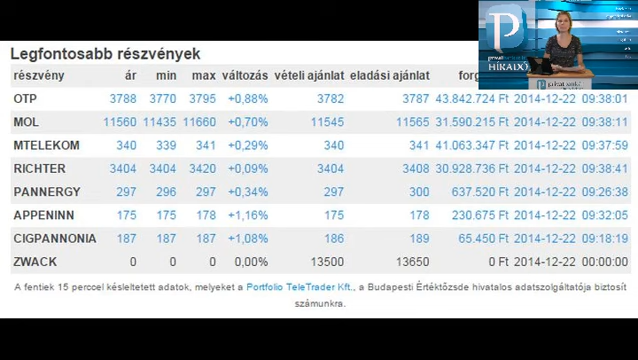 Legfontosabb részvények
részvény ár min max változás vételi ajánlat eladási ajánlat
OTP 3788 3770 3795 +0,88% 3782 3787 43.842.724 Ft 2014-12-22 09:38:01
MOL 11560 11435 11660 +0,70% 11545 11565 31.590.215 Ft 2014-12-22 09:38:11
MTELEKOM 340 339 341 +0,29% 340 341 41.063.347 Ft 2014-12-22 09:37:59
RICHTER 3404 3404 3420 +0,09% 3404 3408 30.928.736 Ft 2014-12-22 09:38:41
PANNERGY 297 296 297 +0,34% 297 300 637.520 Ft 2014-12-22 09:26:38
APPENINN 175 175 178 +1,16% 175 178 230.675 Ft 2014-12-22 09:32:05
CIGPANNONIA 187 187 187 +1,08% 186 189 65.450 Ft 2014-12-22 09:18:19
ZWACK 0 0 0 0,00% 13500 13650 0 Ft 2014-12-22 00:00:00
A fentiek 15 perccel késleltetett adatok, melyeket a Portfolio TeleTrader Kft., a Budapesti Értéktőzsde hivatalos adatszolgáltatója biztosít
számunkra.
P
HÍRADÓ